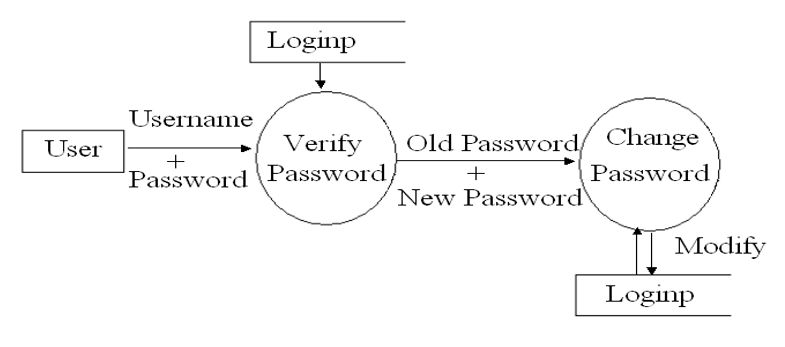 Loginp
User
Username
+
Password
Verify
Password
Old Password
+
New Password
Change
Password
Modify
Loginp